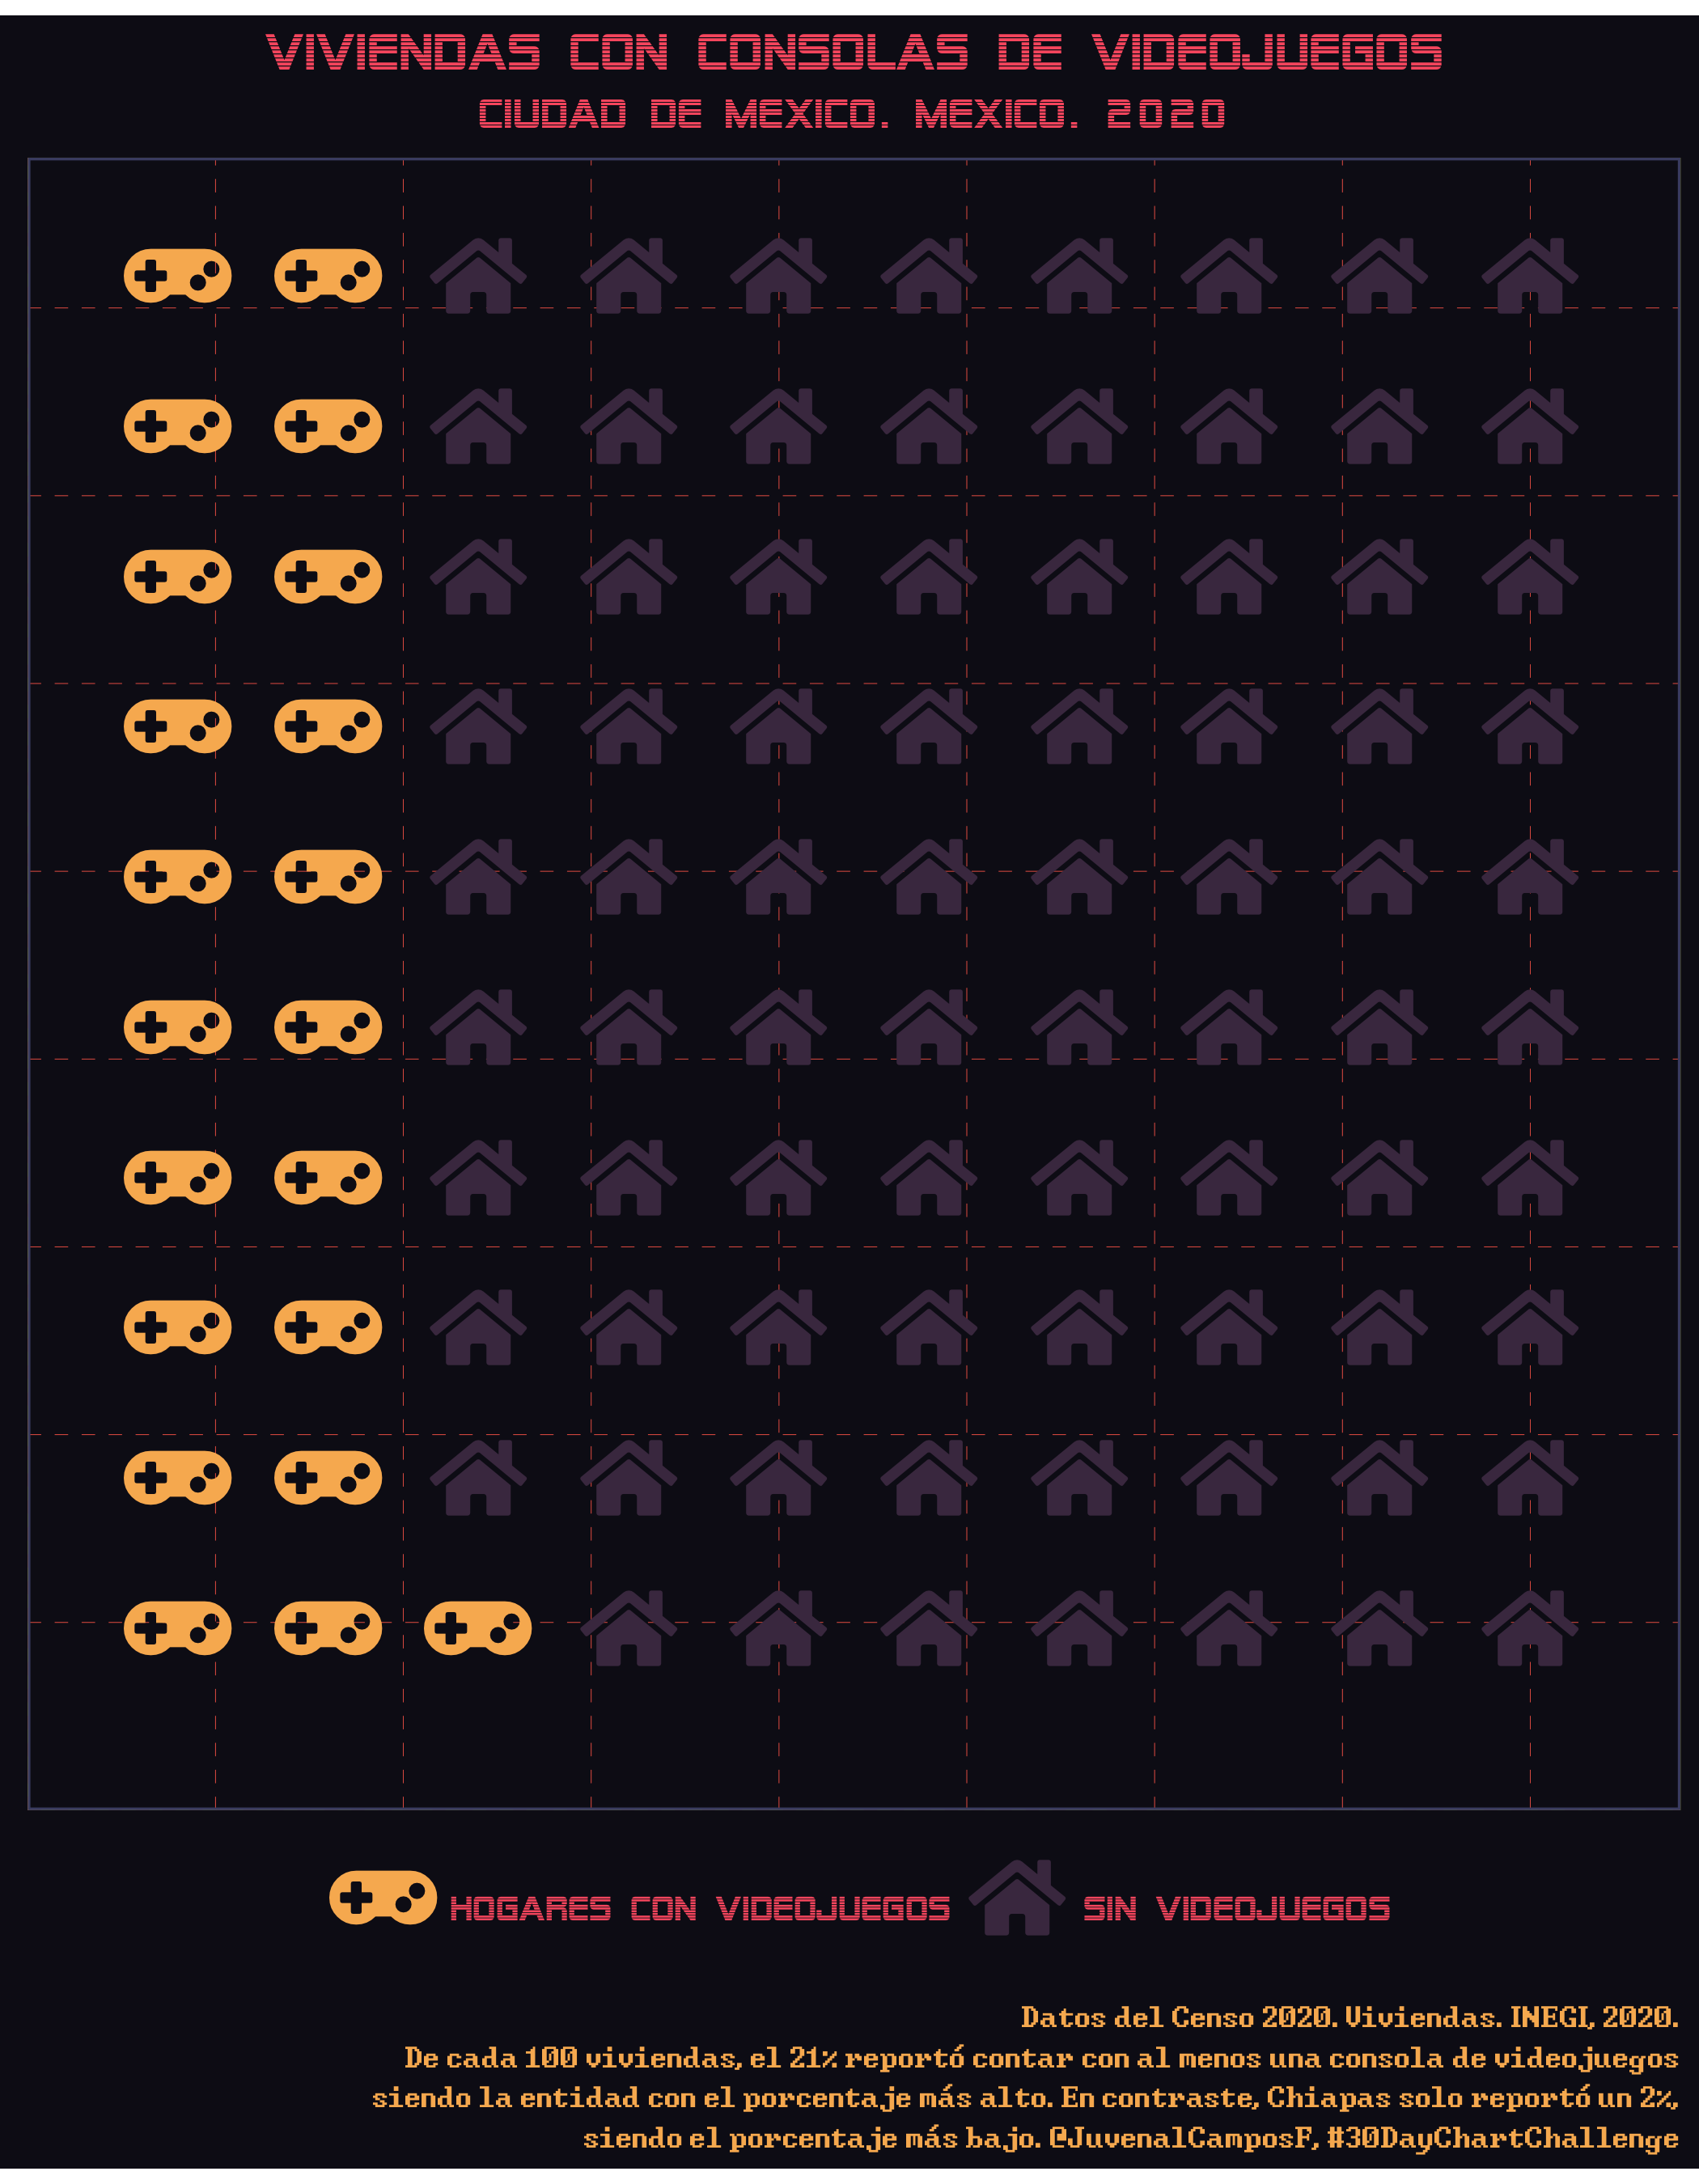 VIVIENDAS CON CONSOLAS DE VIDEOJUEGOS
CIUDAD DE MEXICO. MEXICO. 2020
HOGARES CON VIDEOJUEGOS SIN VIDEOJUEGOS
Datos del Censo 2020. Viviendas. INEGI, 2020.
De cada 100 viviendas, el 21% reportó contar con al menos una consola de videojuegos
siendo la entidad con el porcentaje más alto. En contraste, Chiapas solo reportó un 2%,
siendo el porcentaje más bajo. @JuvenalCamposF, #30DayChartChallenge